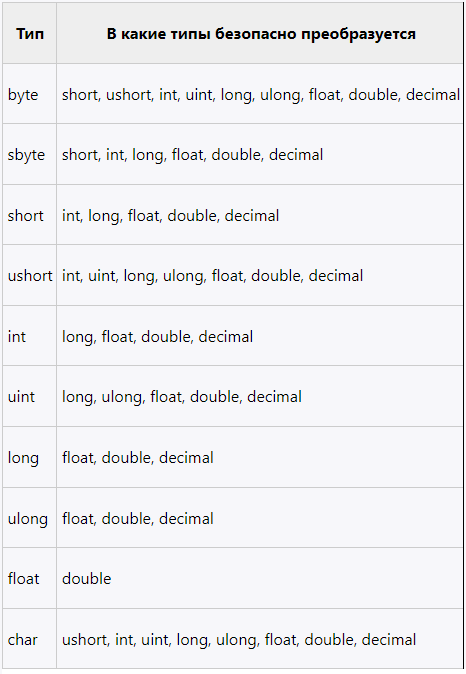 Тип В какие типы безопасно преобразуется
byte short, ushort, int, uint, long, ulong, float, double, decimal
sbyte short, int, long, float, double, decimal
short int, long, float, double, decimal
ushort int, uint, long, ulong, float, double, decimal
int long, float, double, decimal
uint long, ulong, float, double, decimal
long float, double, decimal
ulong float, double, decimal
float double
char ushort, int, uint, long, ulong, float, double, decimal